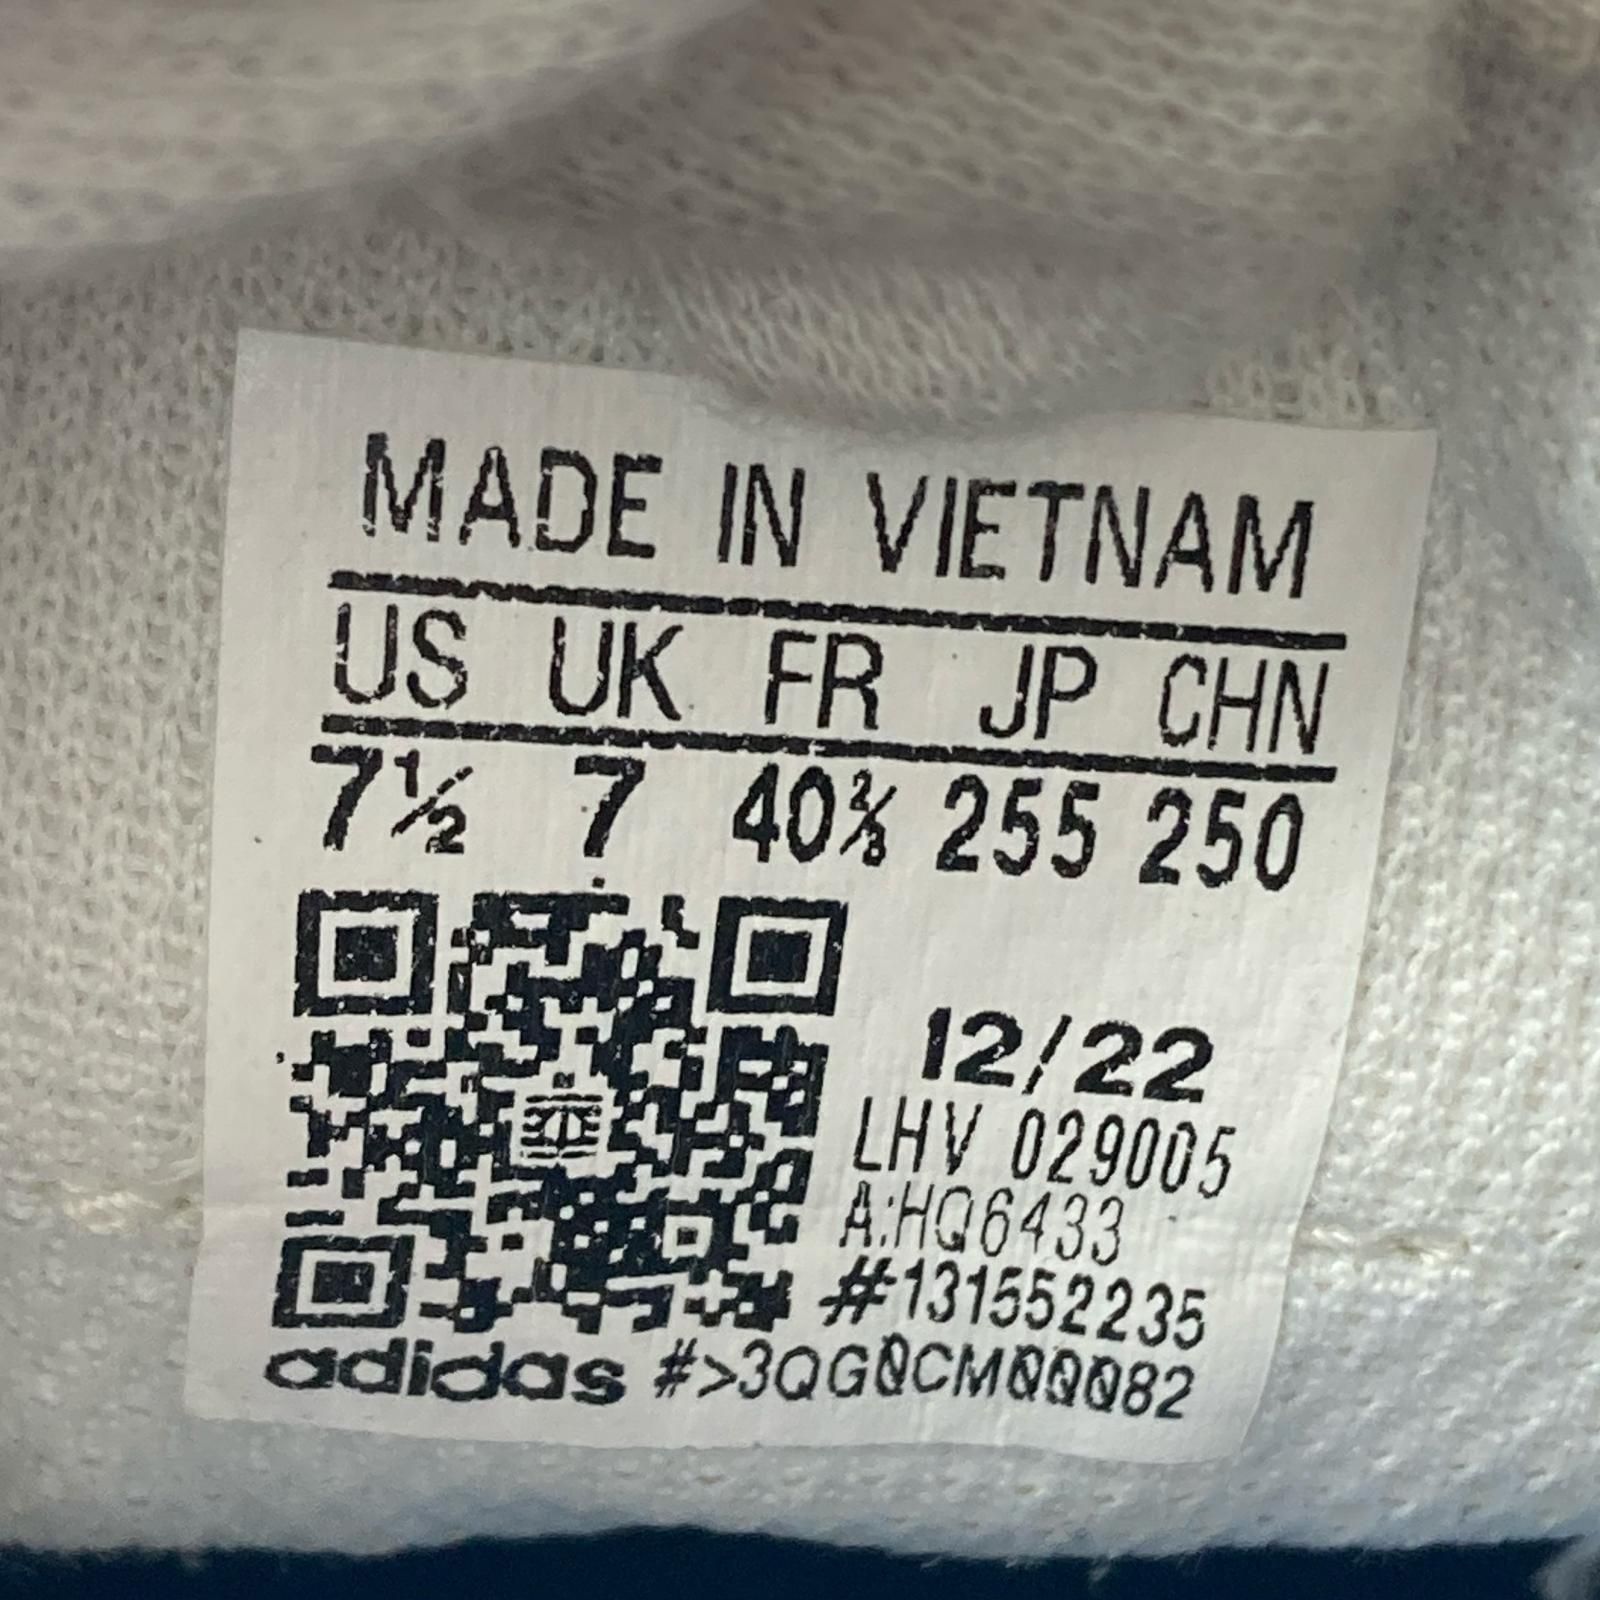 MADE IN VIETNAM
US UK FR JP CHN
7½ 7 40⅔ 255 250
12/22
LHV 029005
A:HQ6433
#131552235
adidas #>3QG0CM00082